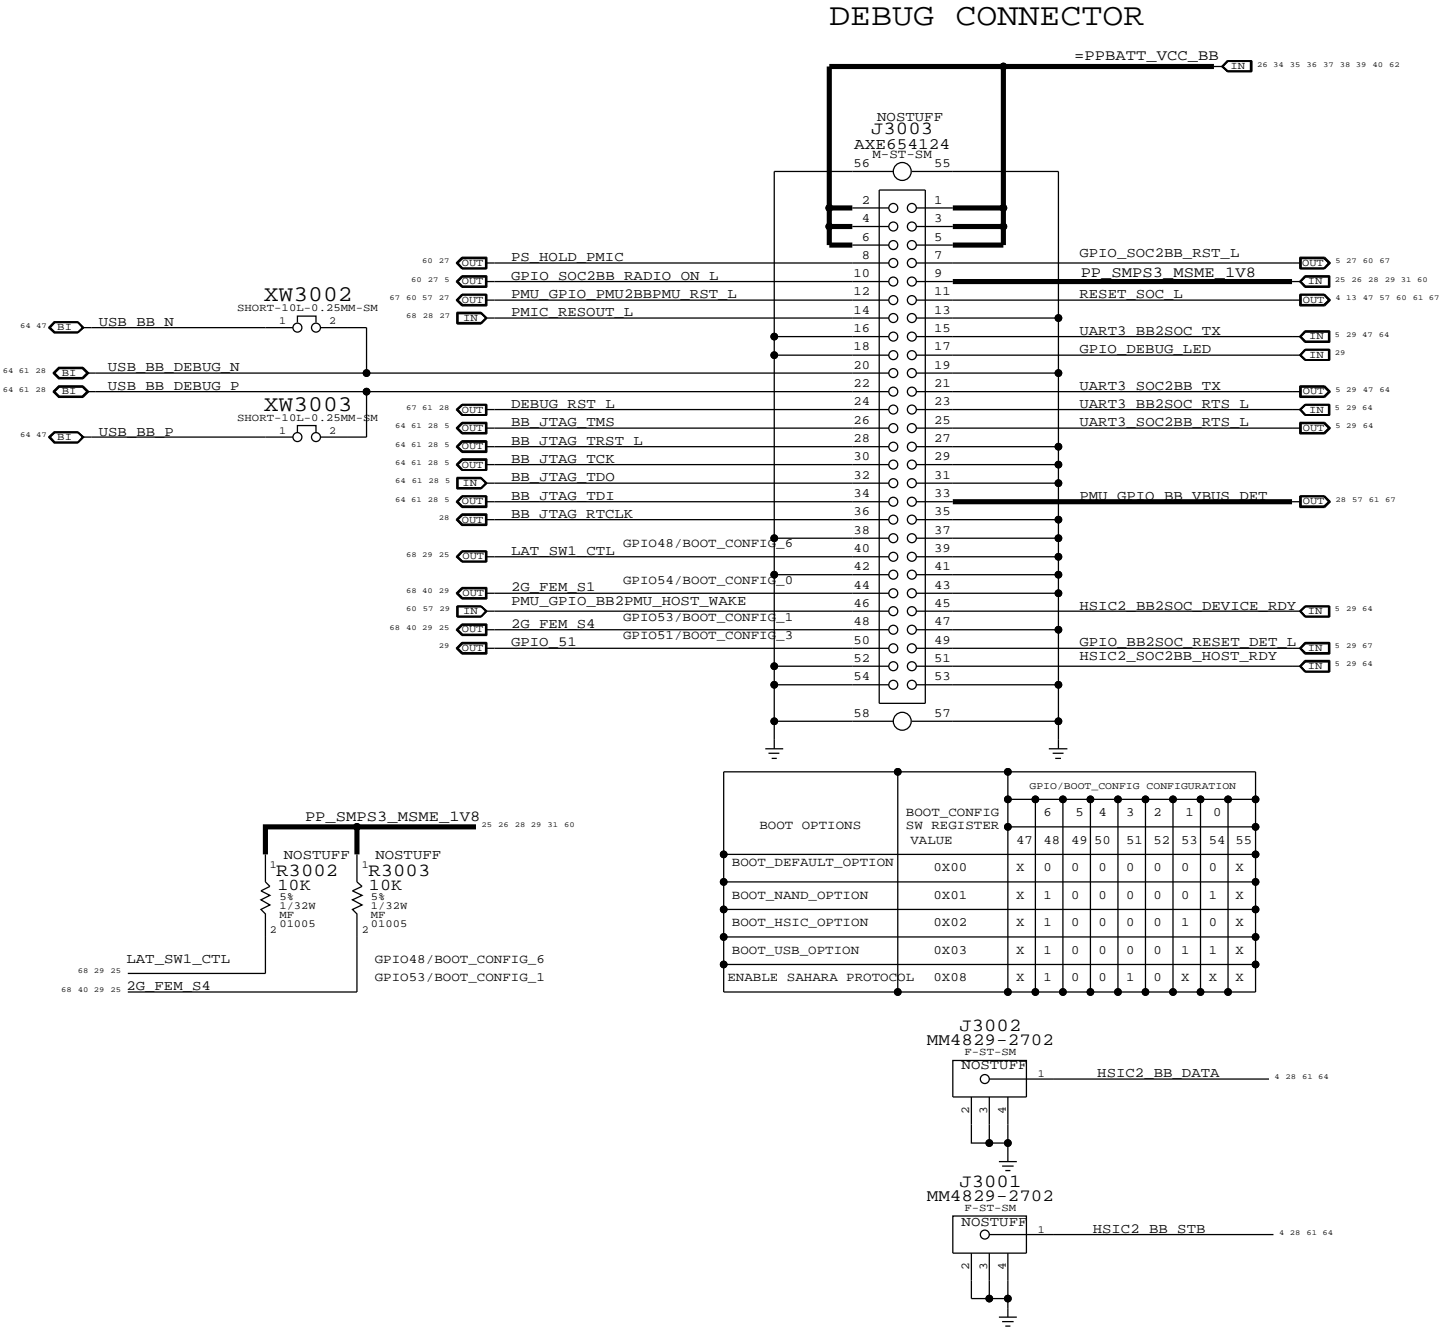 DEBUG CONNECTOR
=PPBATT_VCC_BB
IN 26 34 35 36 37 38 39 40 62
NOSTUFF
J3003
AXE654124
M-ST-SM
56 55
2 1
4 3
6 5
8 7
10 9
12 11
14 13
16 15
18 17
20 19
22 21
24 23
26 25
28 27
30 29
32 31
34 33
36 35
38 37
40 39
42 41
44 43
46 45
48 47
50 49
52 51
54 53
58 57
60 27 OUT PS_HOLD_PMIC
60 27 5 OUT GPIO_SOC2BB_RADIO_ON_L
67 60 57 27 OUT PMU_GPIO_PMU2BBPMU_RST_L
68 28 27 IN PMIC_RESOUT_L
XW3002
SHORT-10L-0.25MM-SM
64 47 BI USB_BB_N 1 2
64 61 28 BI USB_BB_DEBUG_N
64 61 28 BI USB_BB_DEBUG_P
XW3003
SHORT-10L-0.25MM-SM
64 47 BI USB_BB_P 1 2
67 61 28 OUT DEBUG_RST_L
64 61 28 5 OUT BB_JTAG_TMS
64 61 28 5 OUT BB_JTAG_TRST_L
64 61 28 5 OUT BB_JTAG_TCK
64 61 28 5 IN BB_JTAG_TDO
64 61 28 5 OUT BB_JTAG_TDI
28 OUT BB_JTAG_RTCLK
GPIO48/BOOT_CONFIG_6
68 29 25 OUT LAT_SW1_CTL
GPIO54/BOOT_CONFIG_0
68 40 29 OUT 2G_FEM_S1
60 57 29 IN PMU_GPIO_BB2PMU_HOST_WAKE
GPIO53/BOOT_CONFIG_1
68 40 29 25 OUT 2G_FEM_S4
GPIO51/BOOT_CONFIG_3
29 OUT GPIO_51
GPIO_SOC2BB_RST_L OUT 5 27 60 67
PP_SMPS3_MSME_1V8 IN 25 26 28 29 31 60
RESET_SOC_L OUT 4 13 47 57 60 61 67
UART3_BB2SOC_TX IN 5 29 47 64
GPIO_DEBUG_LED IN 29
UART3_SOC2BB_TX OUT 5 29 47 64
UART3_BB2SOC_RTS_L IN 5 29 64
UART3_SOC2BB_RTS_L OUT 5 29 64
PMU_GPIO_BB_VBUS_DET OUT 28 57 61 67
HSIC2_BB2SOC_DEVICE_RDY IN 5 29 64
GPIO_BB2SOC_RESET_DET_L IN 5 29 67
HSIC2_SOC2BB_HOST_RDY IN 5 29 64
PP_SMPS3_MSME_1V8 25 26 28 29 31 60
1 NOSTUFF
R3002
10K
5%
1/32W
MF
2 01005
1 NOSTUFF
R3003
10K
5%
1/32W
MF
2 01005
68 29 25 LAT_SW1_CTL GPIO48/BOOT_CONFIG_6
68 40 29 25 2G_FEM_S4 GPIO53/BOOT_CONFIG_1
GPIO/BOOT_CONFIG CONFIGURATION
BOOT OPTIONS
BOOT_CONFIG
SW REGISTER
VALUE
6 5 4 3 2 1 0
47 48 49 50 51 52 53 54 55
BOOT_DEFAULT_OPTION 0X00 X 0 0 0 0 0 0 0 X
BOOT_NAND_OPTION 0X01 X 1 0 0 0 0 0 1 X
BOOT_HSIC_OPTION 0X02 X 1 0 0 0 0 1 0 X
BOOT_USB_OPTION 0X03 X 1 0 0 0 0 1 1 X
ENABLE SAHARA PROTOCOL 0X08 X 1 0 0 1 0 X X X
J3002
MM4829-2702
F-ST-SM
NOSTUFF
1 HSIC2_BB_DATA 4 28 61 64
2 3 4
J3001
MM4829-2702
F-ST-SM
NOSTUFF
1 HSIC2_BB_STB 4 28 61 64
2 3 4